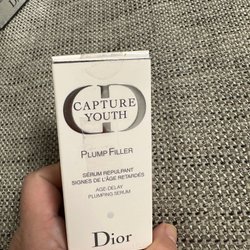 CAPTURE
YOUTH
PLUMP FILLER
SÉRUM REPULPANT
SIGNES DE L'ÂGE RETARDÉS
AGE-DELAY
PLUMPING SERUM
Dior